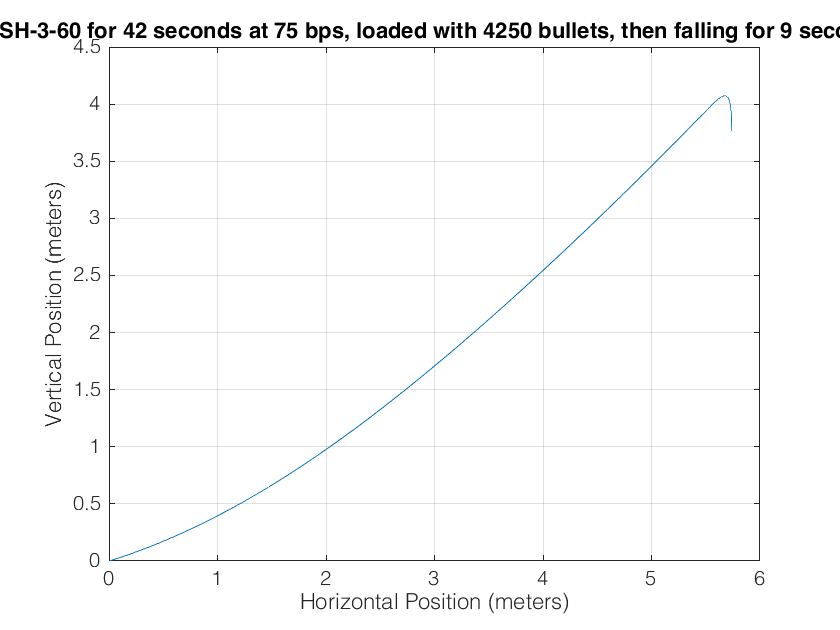 SH-3-60 for 42 seconds at 75 bps, loaded with 4250 bullets, then falling for 9
4.5
4
3.5
3
2.5
2
1.5
1
0.5
0
Vertical Position (meters)
0 1 2 3 4 5 6
Horizontal Position (meters)